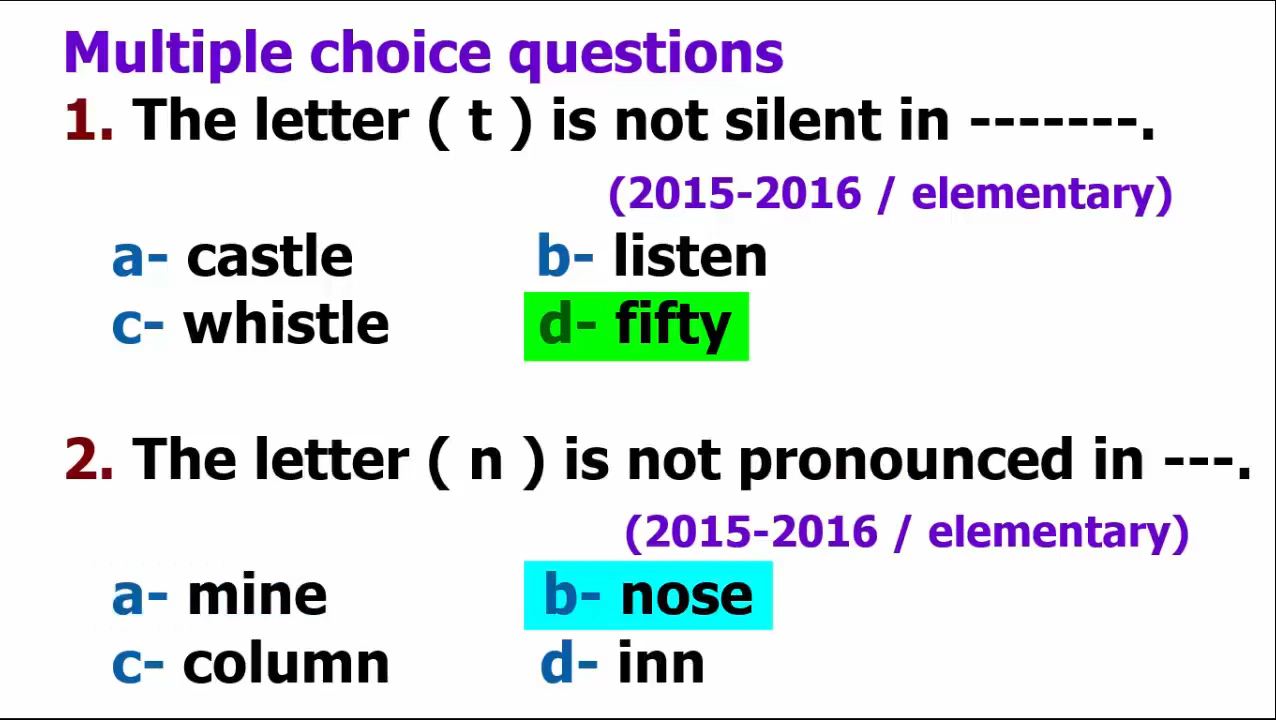 Multiple choice questions
1. The letter ( t ) is not silent in -------.
(2015-2016 / elementary)
a- castle b- listen
c- whistle d- fifty
2. The letter ( n ) is not pronounced in ---.
(2015-2016 / elementary)
a- mine b- nose
c- column d- inn